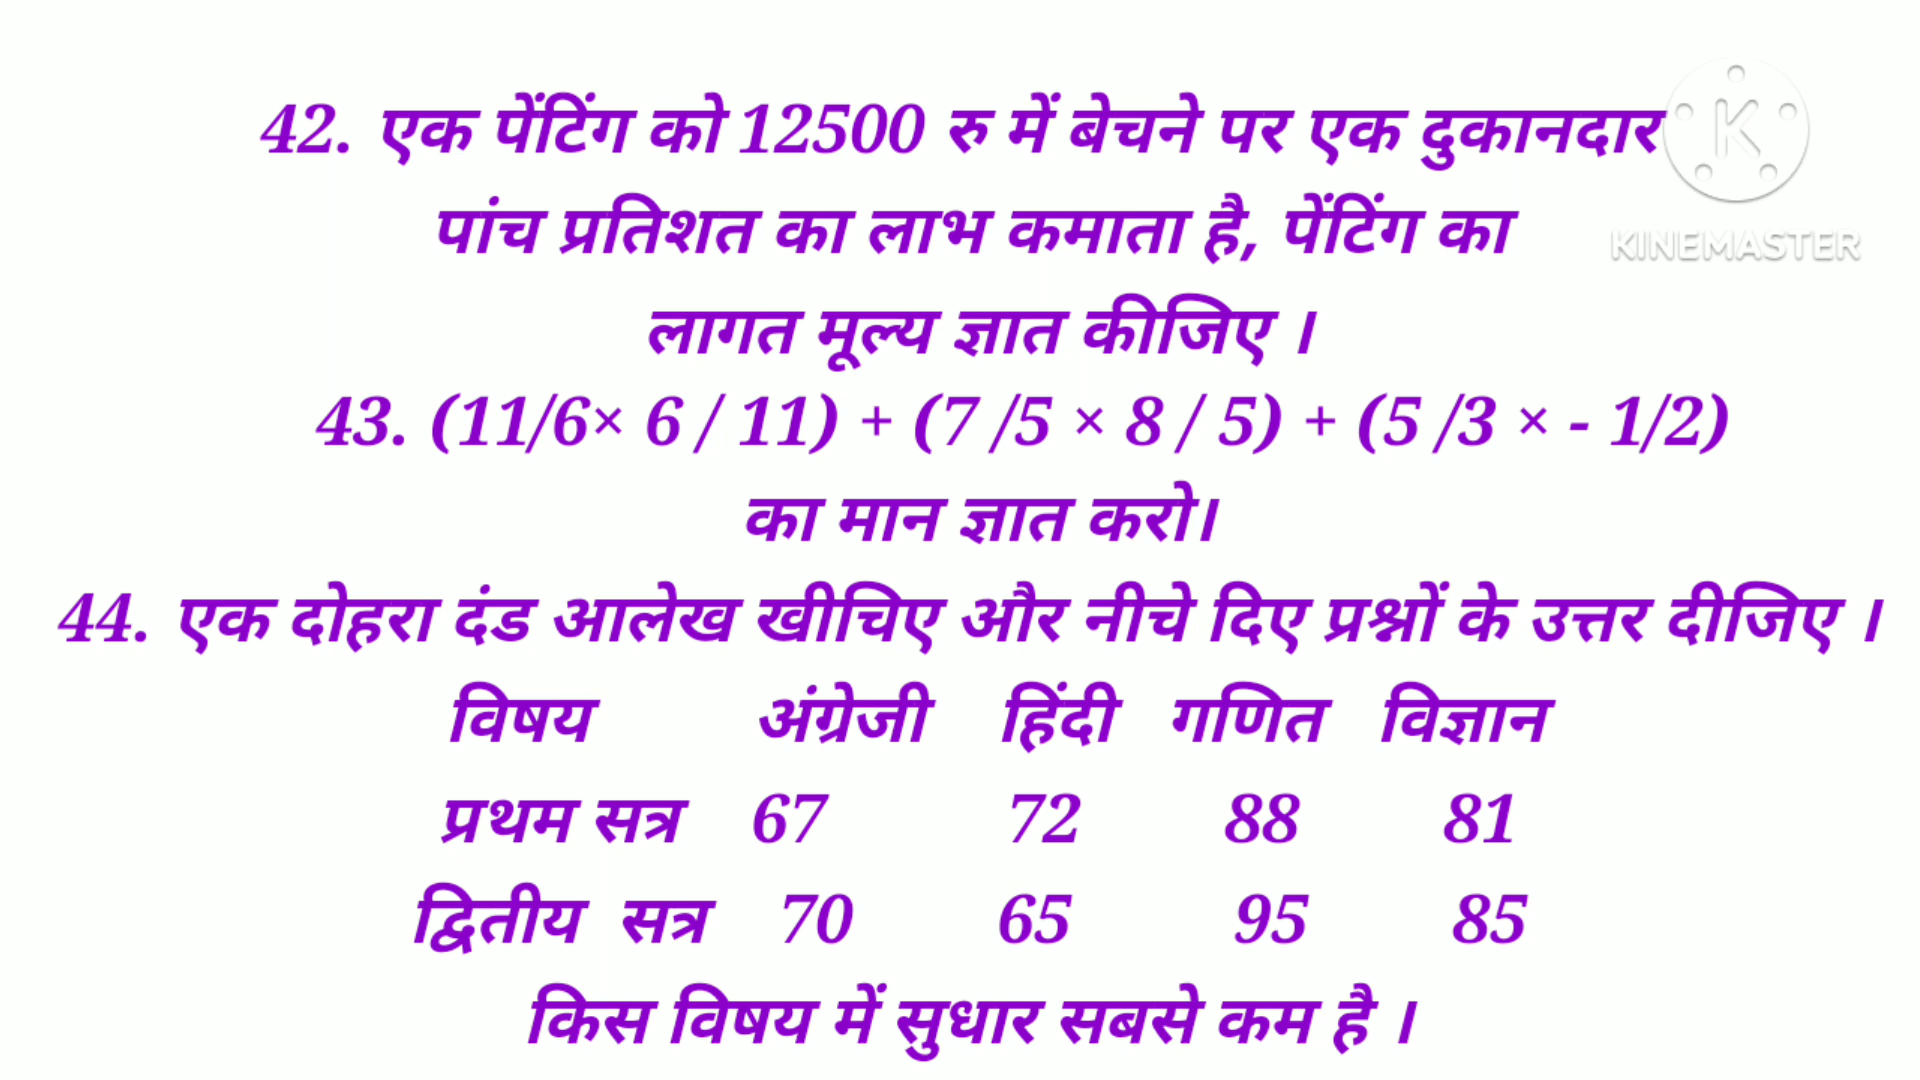 42. एक पेंटिंग को 12500 रु में बेचने पर एक दुकानदार
पांच प्रतिशत का लाभ कमाता है, पेंटिंग का
लागत मूल्य ज्ञात कीजिए ।
43. (11/6× 6 / 11) + (7 /5 × 8 / 5) + (5 /3 × - 1/2)
का मान ज्ञात करो।
44. एक दोहरा दंड आलेख खीचिए और नीचे दिए प्रश्नों के उत्तर दीजिए ।
विषय अंग्रेजी हिंदी गणित विज्ञान
प्रथम सत्र 67 72 88 81
द्वितीय सत्र 70 65 95 85
किस विषय में सुधार सबसे कम है ।
K
KINEMASTER